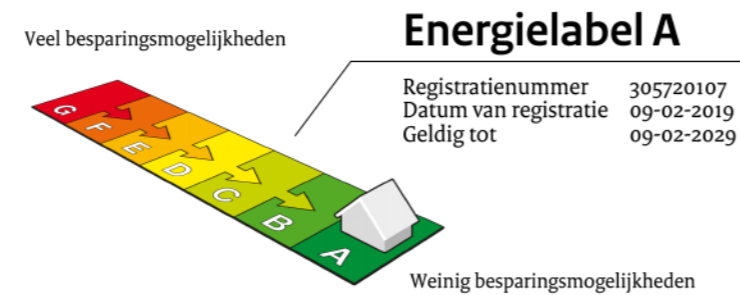 Veel besparingsmogelijkheden
Energielabel A
Registratienummer 305720107
Datum van registratie 09-02-2019
Geldig tot 09-02-2029
G
F
E
D
C
B
A
Weinig besparingsmogelijkheden